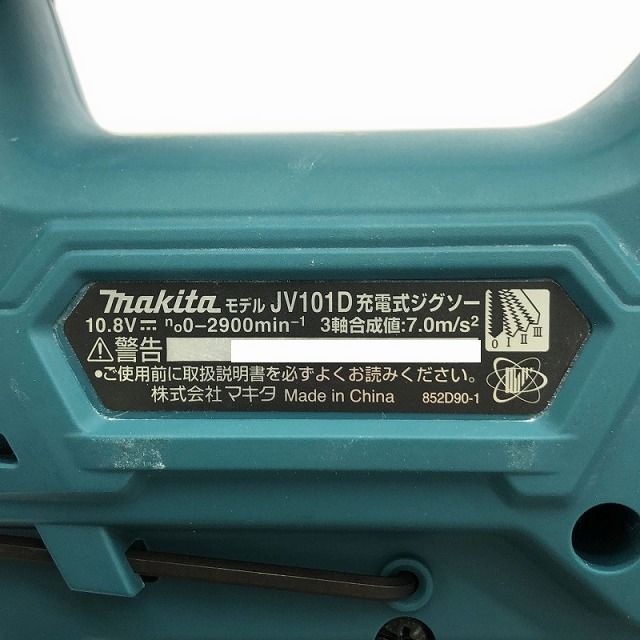 makita モデル JV101D 充電式ジグソー
10.8V⎓ n₀0-2900min⁻¹ 3軸合成値:7.0m/s²
⚠警告
●ご使用前に取扱説明書を必ずよくお読みください。
株式会社マキタ Made in China 852D90-1
0 I II III